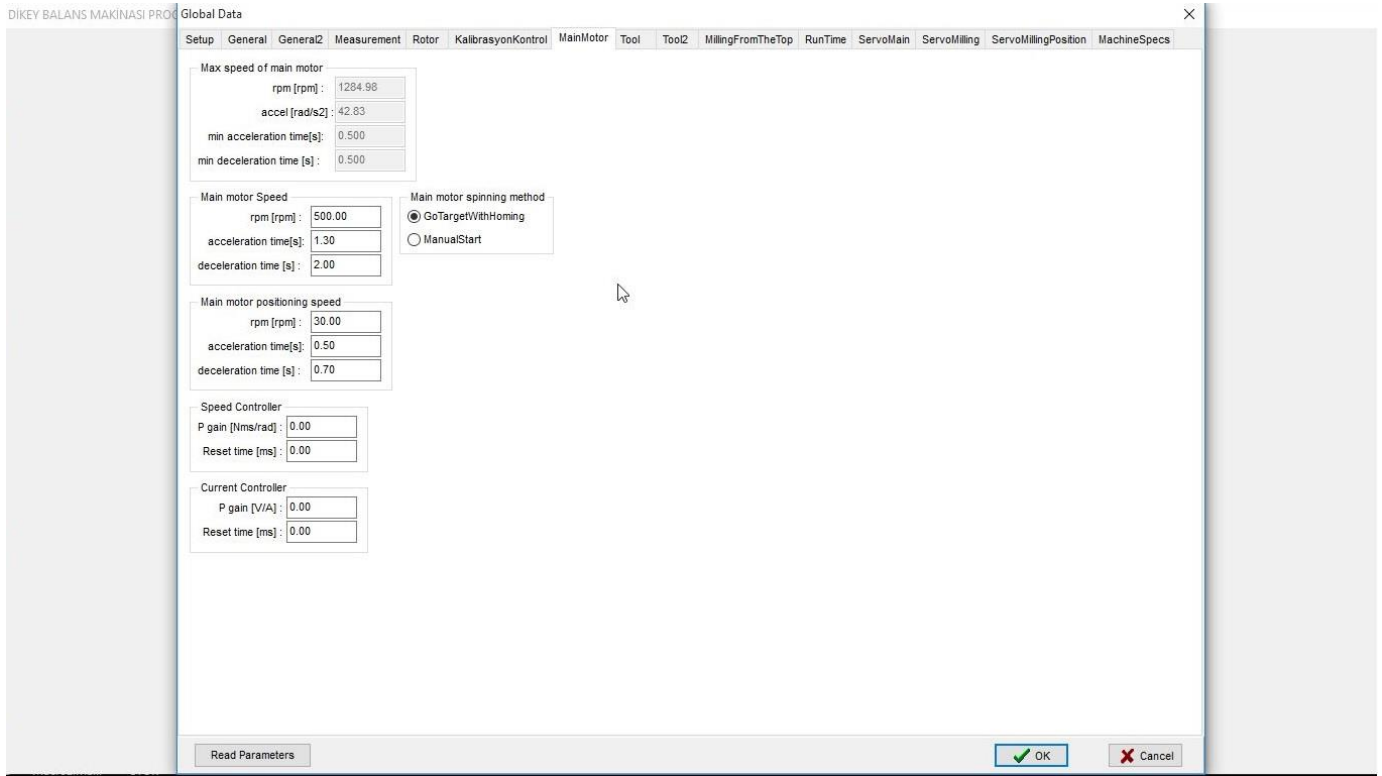 DİKEY BALANS MAKİNASI PROG
Global Data
Setup General General2 Measurement Rotor KalibrasyonKontrol MainMotor Tool Tool2 MillingFromTheTop RunTime ServoMain ServoMilling ServoMillingPosition MachineSpecs
Max speed of main motor
rpm [rpm] : 1284.98
accel [rad/s2] : 42.83
min acceleration time[s]: 0.500
min deceleration time [s] : 0.500
Main motor Speed
rpm [rpm] : 500.00
acceleration time[s]: 1.30
deceleration time [s] : 2.00
Main motor spinning method
GoTargetWithHoming
ManualStart
Main motor positioning speed
rpm [rpm] : 30.00
acceleration time[s]: 0.50
deceleration time [s] : 0.70
Speed Controller
P gain [Nms/rad] : 0.00
Reset time [ms] : 0.00
Current Controller
P gain [V/A] : 0.00
Reset time [ms] : 0.00
Read Parameters OK Cancel